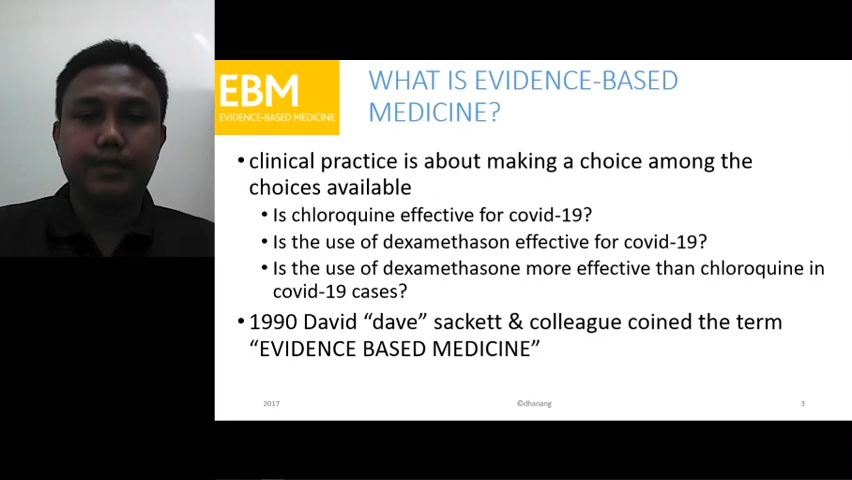 EBM
EVIDENCE-BASED MEDICINE
WHAT IS EVIDENCE-BASED
MEDICINE?
• clinical practice is about making a choice among the
choices available
• Is chloroquine effective for covid-19?
• Is the use of dexamethason effective for covid-19?
• Is the use of dexamethasone more effective than chloroquine in
covid-19 cases?
• 1990 David “dave” sackett & colleague coined the term
“EVIDENCE BASED MEDICINE”
2017 ©dhanang 3